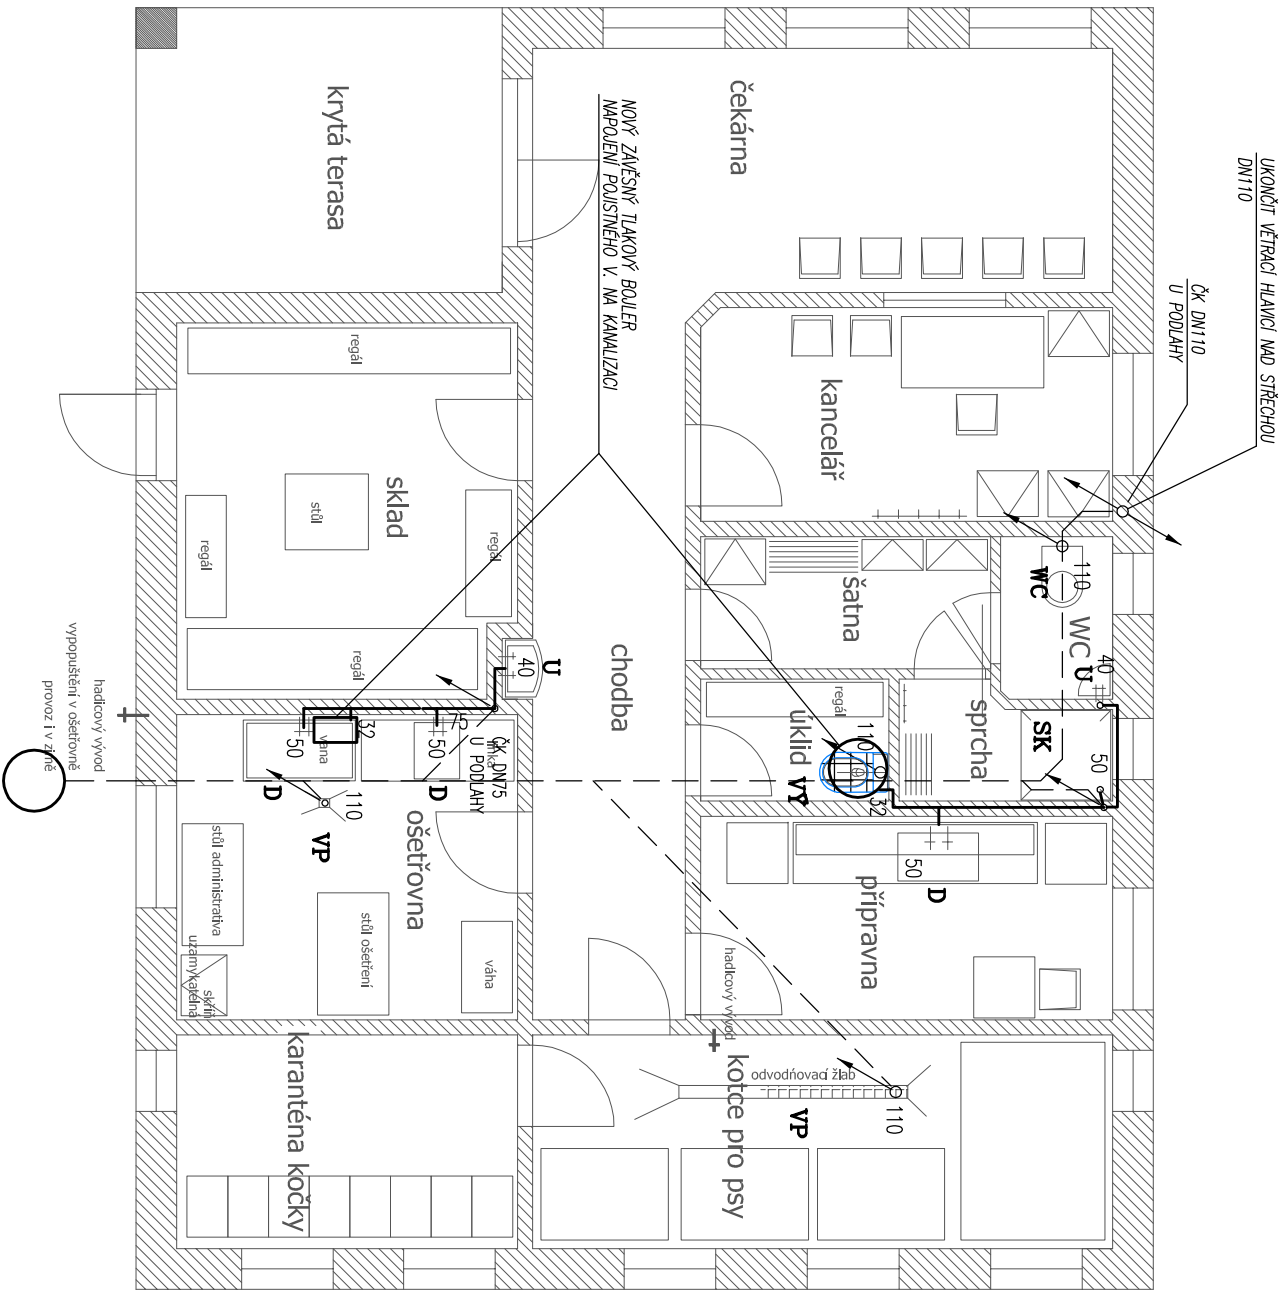 UKONČIT VĚTRACÍ HLAVICÍ NAD STŘECHOU
DN110
ČK DN110
U PODLAHY
čekárna
krytá terasa
NOVÝ ZÁVĚSNÝ TLAKOVÝ BOJLER
NAPOJENÍ POJISTNÉHO V. NA KANALIZACI
kancelář
regál
sklad
stůl
regál
regál
regál
šatna
WC
110
WC
U
40
chodba
U
40
sprcha
SK
50
úklid
regál
110
VY
32
hadicový vývod
vypopuštění v ošetřovně
provoz i v zimě
vana
32
50
D
75
50
D
linka
ČK DN75
U PODLAHY
110
VP
ošetřovna
stůl administrativa
stůl ošetření
váha
skříň
uzamykatelná
50
D
přípravna
hadicový vývod
karanténa kočky
kotce pro psy
odvodňovací žlab
110
VP